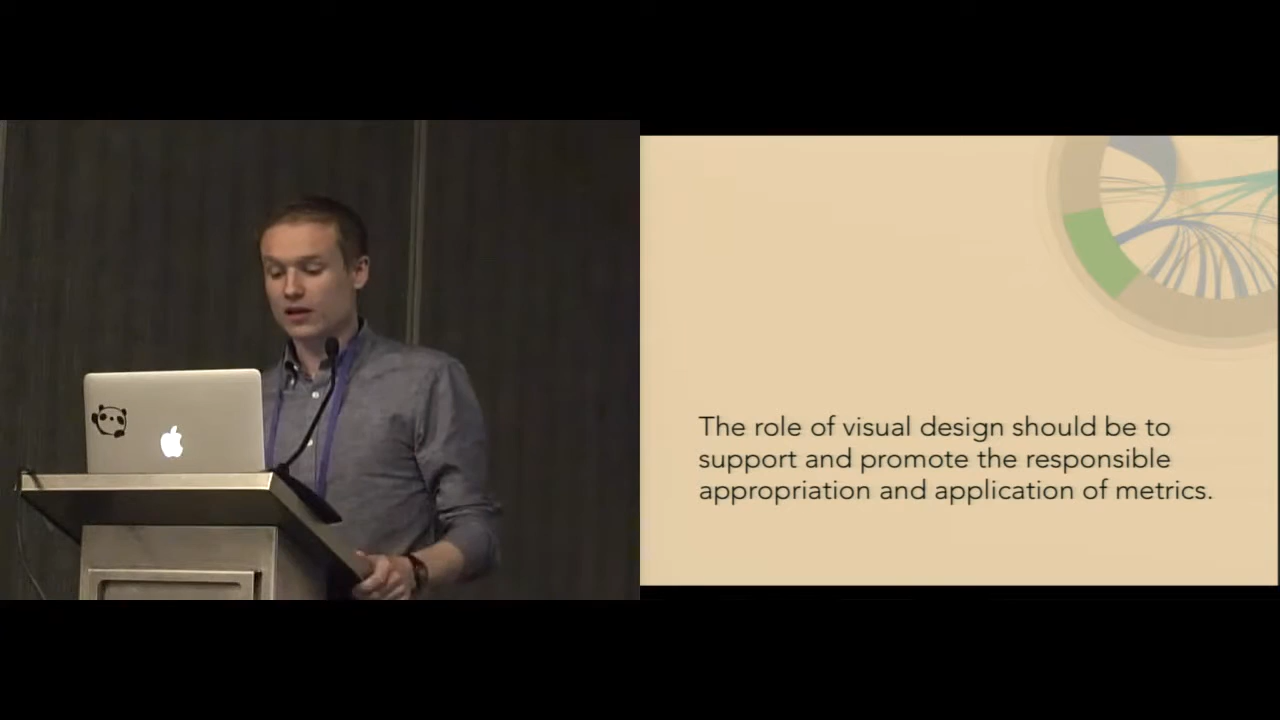 The role of visual design should be to
support and promote the responsible
appropriation and application of metrics.